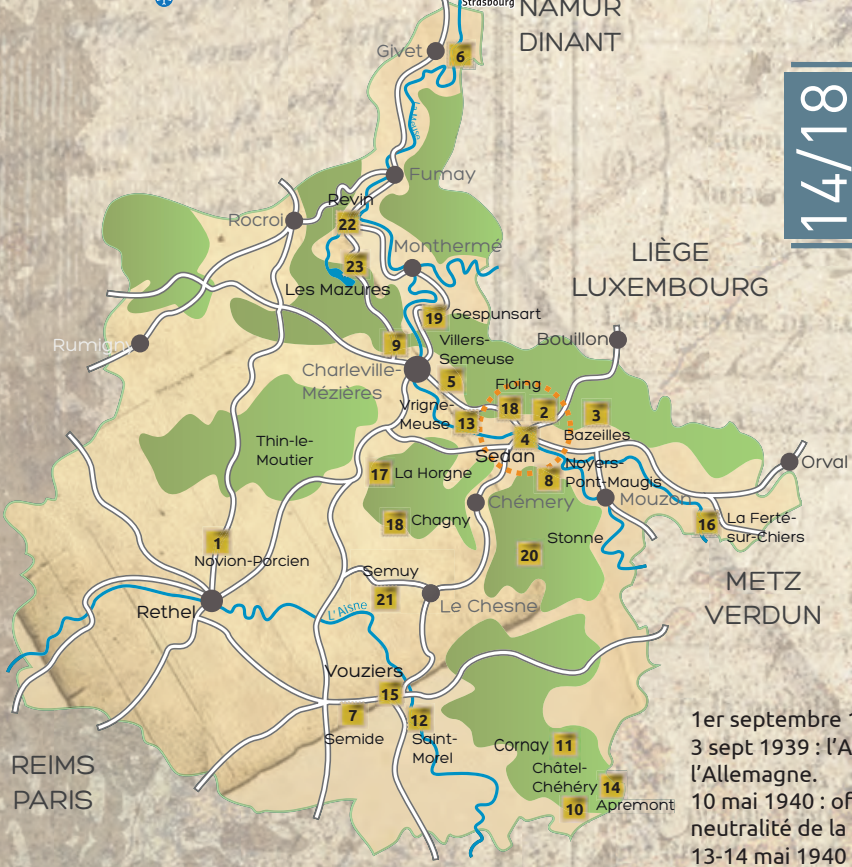 Strasbourg
NAMUR
DINANT
14/18
Givet
6
La Meuse
Fumay
Revin
Rocroi
22
Monthermé
LIÈGE
LUXEMBOURG
23
Les Mazures
19
Gespunsart
Rumigny
9
Villers-
Semeuse
Bouillon
Charleville-
Mézières
5
Floing
Vrigne-
Meuse
13
18
2
3
4
Bazeilles
Sedan
Thin-le-
Moutier
17
La Horgne
8
Noyers-
Pont-Maugis
Orval
Chémery
Mouzon
18
Chagny
16
La Ferté-
sur-Chiers
1
Novion-Porcien
20
Stonne
Semuy
21
METZ
VERDUN
Rethel
L'Aisne
Le Chesne
Vouziers
15
7
Semide
12
Saint-
Morel
Cornay
11
Châtel-
Chéhéry
14
10
Apremont
REIMS
PARIS
1er septembre 1
3 sept 1939 : l'A
l'Allemagne.
10 mai 1940 : of
neutralité de la
13-14 mai 1940